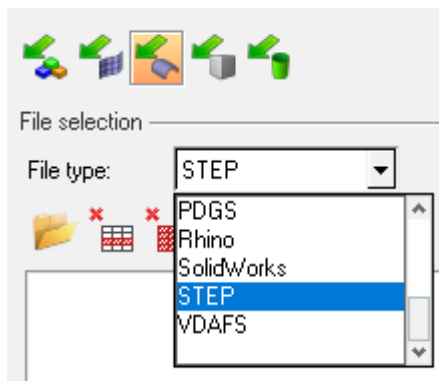 File selection
File type:
STEP
PDGS
Rhino
SolidWorks
STEP
VDAFS